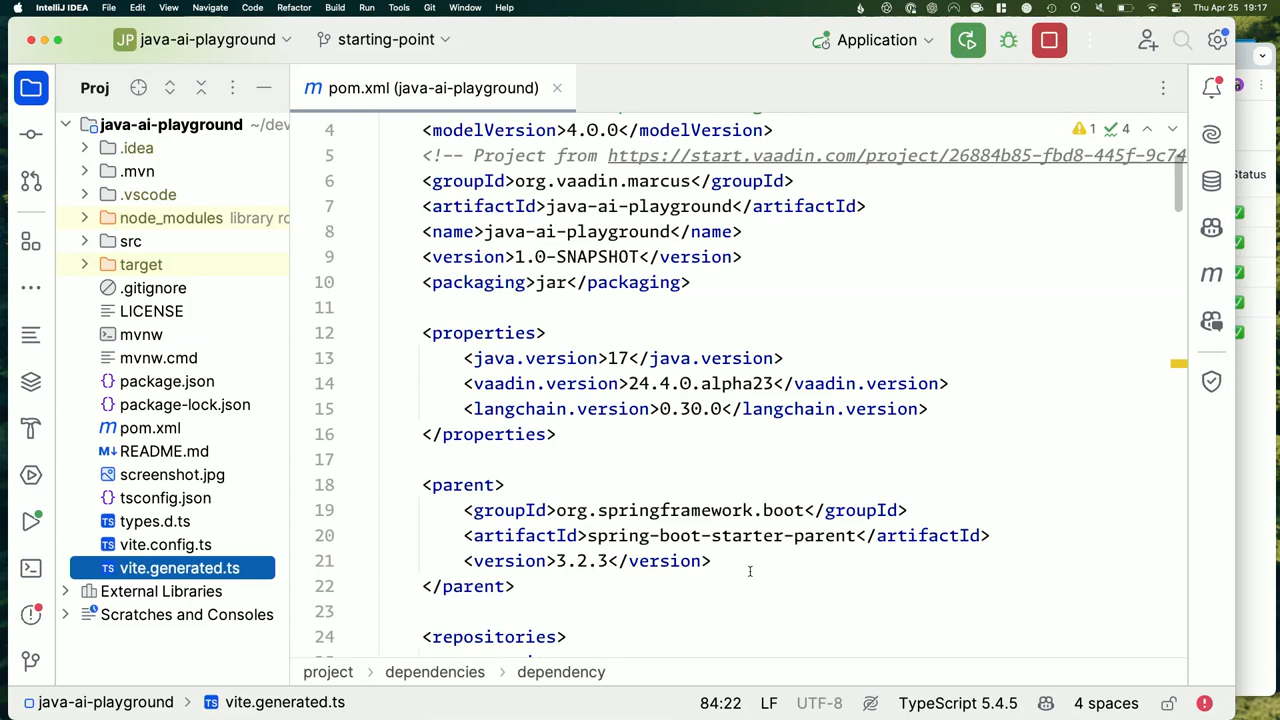 IntelliJ IDEA File Edit View Navigate Code Refactor Build Run Tools Git Window Help Thu Apr 25 19:17
JP java-ai-playground starting-point Application
Proj
m pom.xml (java-ai-playground)
java-ai-playground ~/dev
.idea
.mvn
.vscode
node_modules library ro
src
target
.gitignore
LICENSE
mvnw
mvnw.cmd
package.json
package-lock.json
pom.xml
README.md
screenshot.jpg
tsconfig.json
types.d.ts
vite.config.ts
vite.generated.ts
External Libraries
Scratches and Consoles
1 4
4 <modelVersion>4.0.0</modelVersion>
5 <!-- Project from https://start.vaadin.com/project/26884b85-fbd8-445f-9c74
6 <groupId>org.vaadin.marcus</groupId>
7 <artifactId>java-ai-playground</artifactId>
8 <name>java-ai-playground</name>
9 <version>1.0-SNAPSHOT</version>
10 <packaging>jar</packaging>
11
12 <properties>
13 <java.version>17</java.version>
14 <vaadin.version>24.4.0.alpha23</vaadin.version>
15 <langchain.version>0.30.0</langchain.version>
16 </properties>
17
18 <parent>
19 <groupId>org.springframework.boot</groupId>
20 <artifactId>spring-boot-starter-parent</artifactId>
21 <version>3.2.3</version>
22 </parent>
23
24 <repositories>
project dependencies dependency
java-ai-playground TS vite.generated.ts 84:22 LF UTF-8 TypeScript 5.4.5 4 spaces
Status